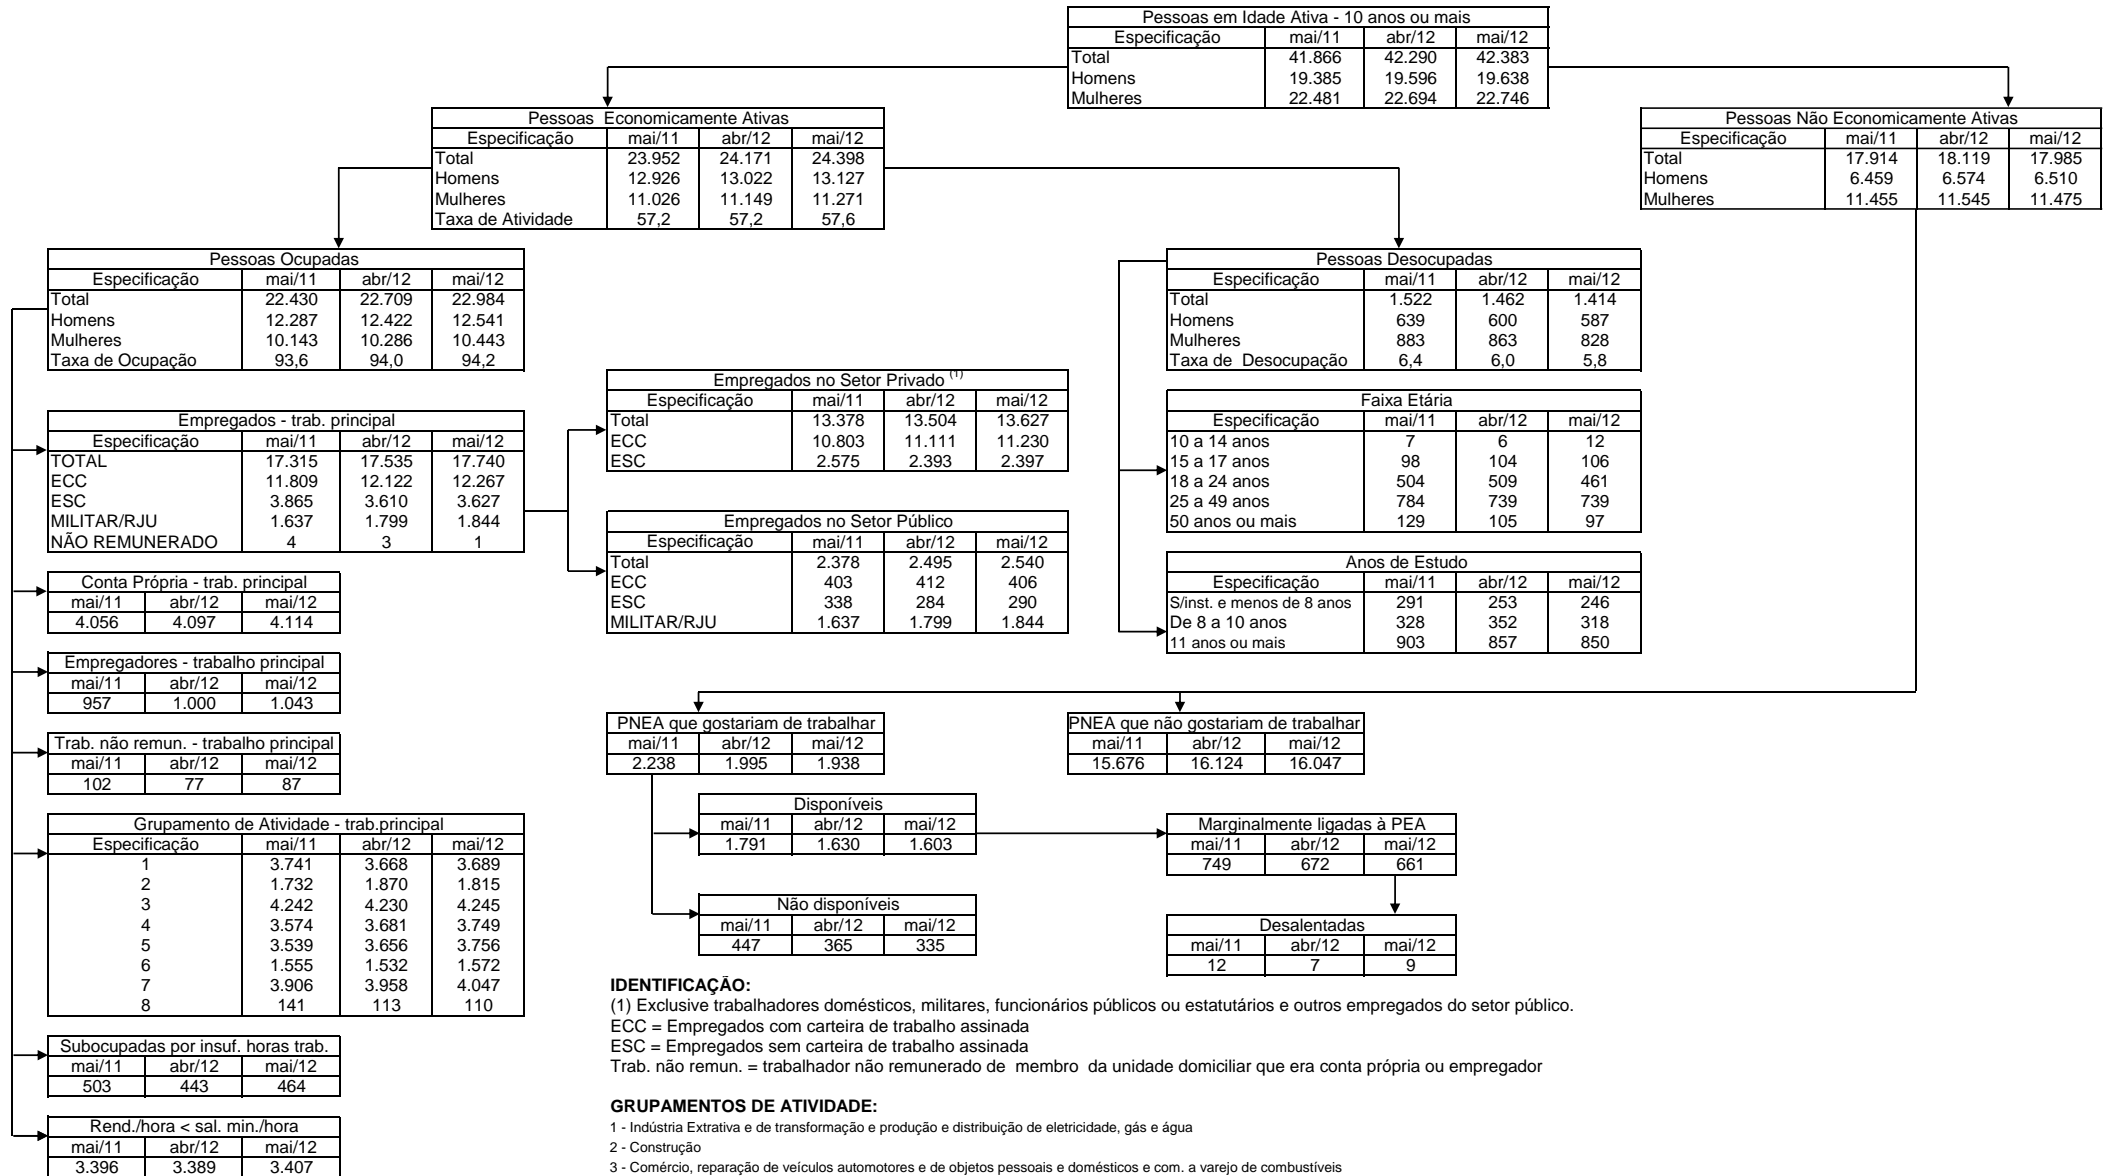 Pessoas em Idade Ativa - 10 anos ou mais
Especificação mai/11 abr/12 mai/12
Total 41.866 42.290 42.383
Homens 19.385 19.596 19.638
Mulheres 22.481 22.694 22.746
Pessoas Economicamente Ativas
Especificação mai/11 abr/12 mai/12
Total 23.952 24.171 24.398
Homens 12.926 13.022 13.127
Mulheres 11.026 11.149 11.271
Taxa de Atividade 57,2 57,2 57,6
Pessoas Não Economicamente Ativas
Especificação mai/11 abr/12 mai/12
Total 17.914 18.119 17.985
Homens 6.459 6.574 6.510
Mulheres 11.455 11.545 11.475
Pessoas Ocupadas
Especificação mai/11 abr/12 mai/12
Total 22.430 22.709 22.984
Homens 12.287 12.422 12.541
Mulheres 10.143 10.286 10.443
Taxa de Ocupação 93,6 94,0 94,2
Pessoas Desocupadas
Especificação mai/11 abr/12 mai/12
Total 1.522 1.462 1.414
Homens 639 600 587
Mulheres 883 863 828
Taxa de Desocupação 6,4 6,0 5,8
Empregados - trab. principal
Especificação mai/11 abr/12 mai/12
TOTAL 17.315 17.535 17.740
ECC 11.809 12.122 12.267
ESC 3.865 3.610 3.627
MILITAR/RJU 1.637 1.799 1.844
NÃO REMUNERADO 4 3 1
Empregados no Setor Privado (1)
Especificação mai/11 abr/12 mai/12
Total 13.378 13.504 13.627
ECC 10.803 11.111 11.230
ESC 2.575 2.393 2.397
Empregados no Setor Público
Especificação mai/11 abr/12 mai/12
Total 2.378 2.495 2.540
ECC 403 412 406
ESC 338 284 290
MILITAR/RJU 1.637 1.799 1.844
Faixa Etária
Especificação mai/11 abr/12 mai/12
10 a 14 anos 7 6 12
15 a 17 anos 98 104 106
18 a 24 anos 504 509 461
25 a 49 anos 784 739 739
50 anos ou mais 129 105 97
Anos de Estudo
Especificação mai/11 abr/12 mai/12
S/inst. e menos de 8 anos 291 253 246
De 8 a 10 anos 328 352 318
11 anos ou mais 903 857 850
Conta Própria - trab. principal
mai/11 abr/12 mai/12
4.056 4.097 4.114
Empregadores - trabalho principal
mai/11 abr/12 mai/12
957 1.000 1.043
Trab. não remun. - trabalho principal
mai/11 abr/12 mai/12
102 77 87
Grupamento de Atividade - trab.principal
Especificação mai/11 abr/12 mai/12
1 3.741 3.668 3.689
2 1.732 1.870 1.815
3 4.242 4.230 4.245
4 3.574 3.681 3.749
5 3.539 3.656 3.756
6 1.555 1.532 1.572
7 3.906 3.958 4.047
8 141 113 110
Subocupadas por insuf. horas trab.
mai/11 abr/12 mai/12
503 443 464
Rend./hora < sal. min./hora
mai/11 abr/12 mai/12
3.396 3.389 3.407
PNEA que gostariam de trabalhar
mai/11 abr/12 mai/12
2.238 1.995 1.938
PNEA que não gostariam de trabalhar
mai/11 abr/12 mai/12
15.676 16.124 16.047
Disponíveis
mai/11 abr/12 mai/12
1.791 1.630 1.603
Marginalmente ligadas à PEA
mai/11 abr/12 mai/12
749 672 661
Não disponíveis
mai/11 abr/12 mai/12
447 365 335
Desalentadas
mai/11 abr/12 mai/12
12 7 9
IDENTIFICAÇÃO:
(1) Exclusive trabalhadores domésticos, militares, funcionários públicos ou estatutários e outros empregados do setor público.
ECC = Empregados com carteira de trabalho assinada
ESC = Empregados sem carteira de trabalho assinada
Trab. não remun. = trabalhador não remunerado de membro da unidade domiciliar que era conta própria ou empregador
GRUPAMENTOS DE ATIVIDADE:
1 - Indústria Extrativa e de transformação e produção e distribuição de eletricidade, gás e água
2 - Construção
3 - Comércio, reparação de veículos automotores e de objetos pessoais e domésticos e com. a varejo de combustíveis